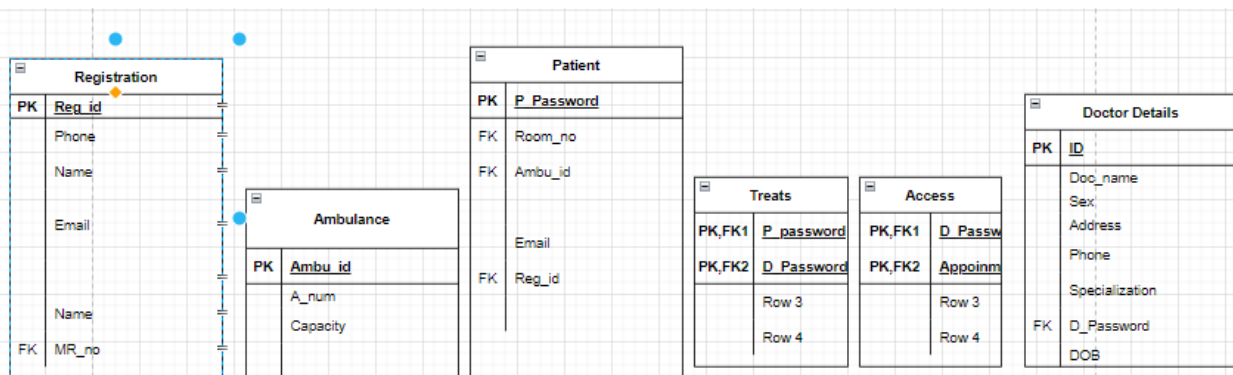 Registration
PK Reg_id
Phone
Name
Email
Name
FK MR_no
Ambulance
PK Ambu_id
A_num
Capacity
Patient
PK P_Password
FK Room_no
FK Ambu_id
Email
FK Reg_id
Treats
PK,FK1 P_password
PK,FK2 D_Password
Row 3
Row 4
Access
PK,FK1 D_Passw
PK,FK2 Appoinm
Row 3
Row 4
Doctor Details
PK ID
Doc_name
Sex
Address
Phone
Specialization
FK D_Password
DOB